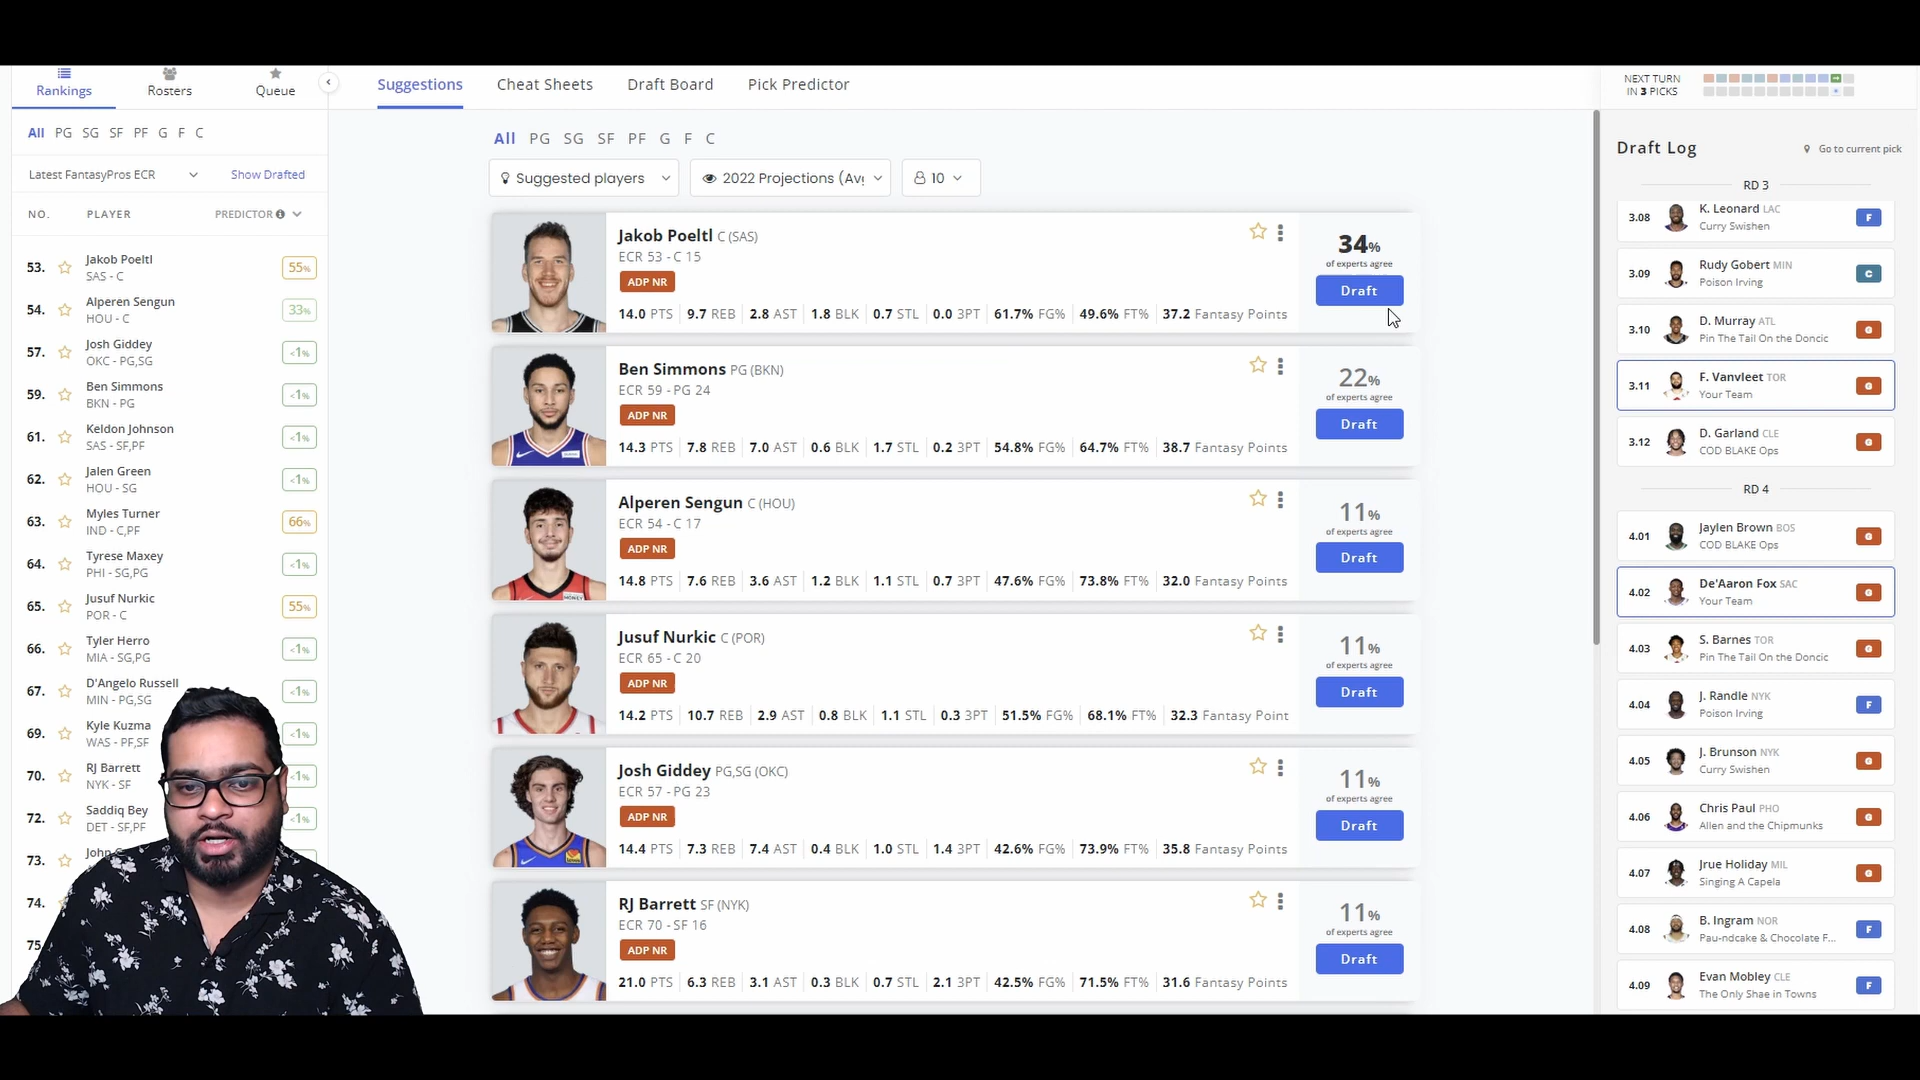 Rankings
Rosters
Queue
All PG SG SF PF G F C
Latest FantasyPros ECR
Show Drafted
NO. PLAYER PREDICTOR
53. Jakob Poeltl 55%
SAS - C
54. Alperen Sengun 33%
HOU - C
57. Josh Giddey <1%
OKC - PG,SG
59. Ben Simmons <1%
BKN - PG
61. Keldon Johnson <1%
SAS - SF,PF
62. Jalen Green <1%
HOU - SG
63. Myles Turner 66%
IND - C,PF
64. Tyrese Maxey <1%
PHI - SG,PG
65. Jusuf Nurkic 55%
POR - C
66. Tyler Herro <1%
MIA - SG,PG
67. D'Angelo Russell <1%
MIN - PG,SG
69. Kyle Kuzma <1%
WAS - PF,SF
70. RJ Barrett <1%
NYK - SF
72. Saddiq Bey <1%
DET - SF,PF
73. John
74.
75
Suggestions
Cheat Sheets
Draft Board
Pick Predictor
All PG SG SF PF G F C
Suggested players
2022 Projections (Av
10
Jakob Poeltl C (SAS)
ECR 53 - C 15
ADP NR
14.0 PTS 9.7 REB 2.8 AST 1.8 BLK 0.7 STL 0.0 3PT 61.7% FG% 49.6% FT% 37.2 Fantasy Points
34%
of experts agree
Draft
Ben Simmons PG (BKN)
ECR 59 - PG 24
ADP NR
14.3 PTS 7.8 REB 7.0 AST 0.6 BLK 1.7 STL 0.2 3PT 54.8% FG% 64.7% FT% 38.7 Fantasy Points
22%
of experts agree
Draft
Alperen Sengun C (HOU)
ECR 54 - C 17
ADP NR
14.8 PTS 7.6 REB 3.6 AST 1.2 BLK 1.1 STL 0.7 3PT 47.6% FG% 73.8% FT% 32.0 Fantasy Points
11%
of experts agree
Draft
Jusuf Nurkic C (POR)
ECR 65 - C 20
ADP NR
14.2 PTS 10.7 REB 2.9 AST 0.8 BLK 1.1 STL 0.3 3PT 51.5% FG% 68.1% FT% 32.3 Fantasy Point
11%
of experts agree
Draft
Josh Giddey PG,SG (OKC)
ECR 57 - PG 23
ADP NR
14.4 PTS 7.3 REB 7.4 AST 0.4 BLK 1.0 STL 1.4 3PT 42.6% FG% 73.9% FT% 35.8 Fantasy Points
11%
of experts agree
Draft
RJ Barrett SF (NYK)
ECR 70 - SF 16
ADP NR
21.0 PTS 6.3 REB 3.1 AST 0.3 BLK 0.7 STL 2.1 3PT 42.5% FG% 71.5% FT% 31.6 Fantasy Points
11%
of experts agree
Draft
NEXT TURN
IN 3 PICKS
Draft Log
Go to current pick
RD 3
3.08 K. Leonard LAC F
Curry Swishen
3.09 Rudy Gobert MIN C
Poison Irving
3.10 D. Murray ATL G
Pin The Tail On the Doncic
3.11 F. Vanvleet TOR G
Your Team
3.12 D. Garland CLE G
COD BLAKE Ops
RD 4
4.01 Jaylen Brown BOS G
COD BLAKE Ops
4.02 De'Aaron Fox SAC G
Your Team
4.03 S. Barnes TOR G
Pin The Tail On the Doncic
4.04 J. Randle NYK F
Poison Irving
4.05 J. Brunson NYK G
Curry Swishen
4.06 Chris Paul PHO G
Allen and the Chipmunks
4.07 Jrue Holiday MIL G
Singing A Capela
4.08 B. Ingram NOR F
Pau-ndcake & Chocolate F...
4.09 Evan Mobley CLE F
The Only Shae in Towns